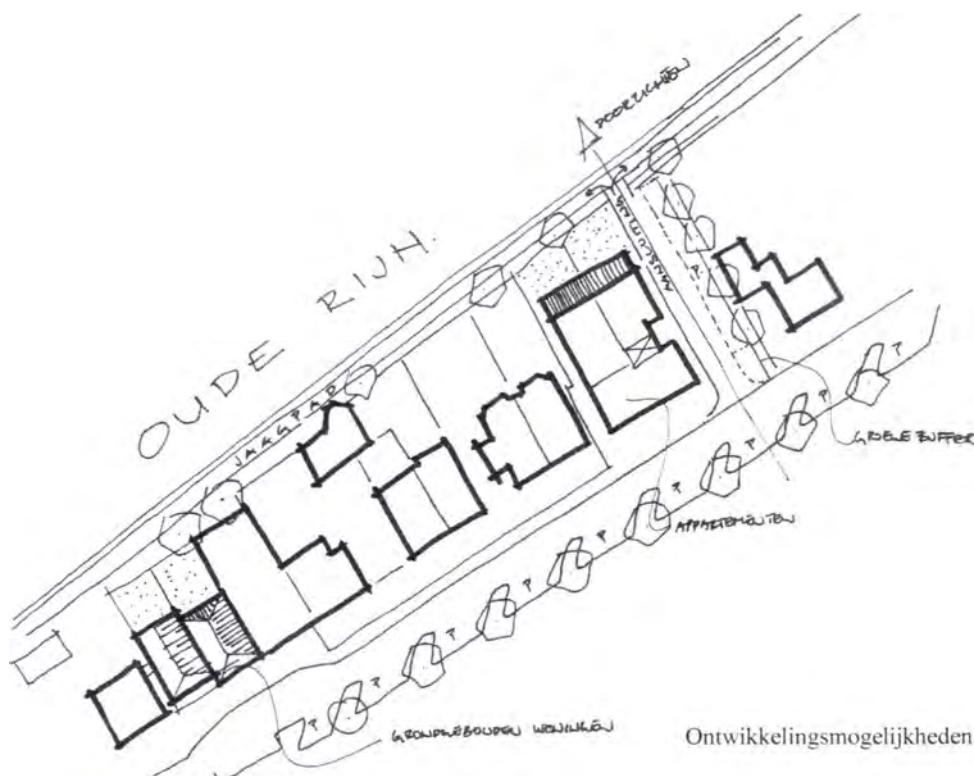 DOORZICHTEN
OUDE RIJN.
JAAGPAD
P
GROENE BUFFER
P
P
P
APPARTEMENTEN
P
P
P
P
P
P
GRONDGEBONDEN WONINGEN
Ontwikkelingsmogelijkheden